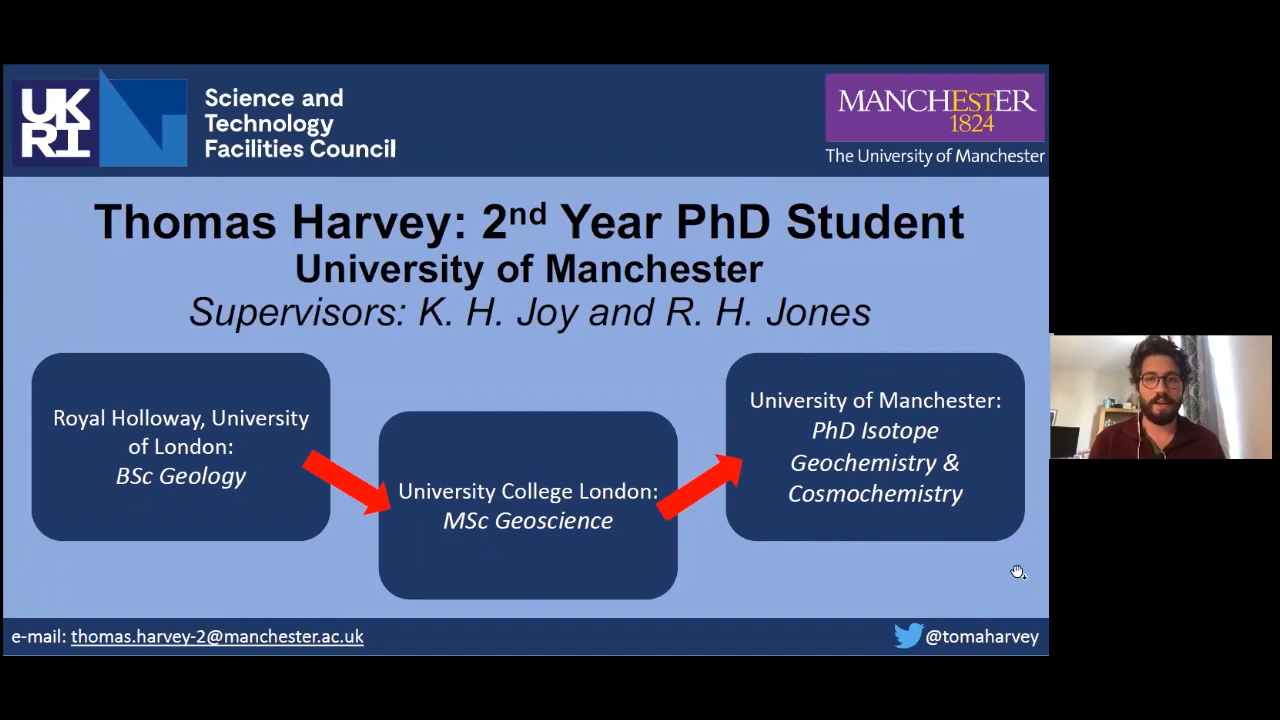 UK
RI
Science and
Technology
Facilities Council
MANCHESTER
1824
The University of Manchester
Thomas Harvey: 2nd Year PhD Student
University of Manchester
Supervisors: K. H. Joy and R. H. Jones
Royal Holloway, University
of London:
BSc Geology
University College London:
MSc Geoscience
University of Manchester:
PhD Isotope
Geochemistry &
Cosmochemistry
e-mail: thomas.harvey-2@manchester.ac.uk
@tomaharvey